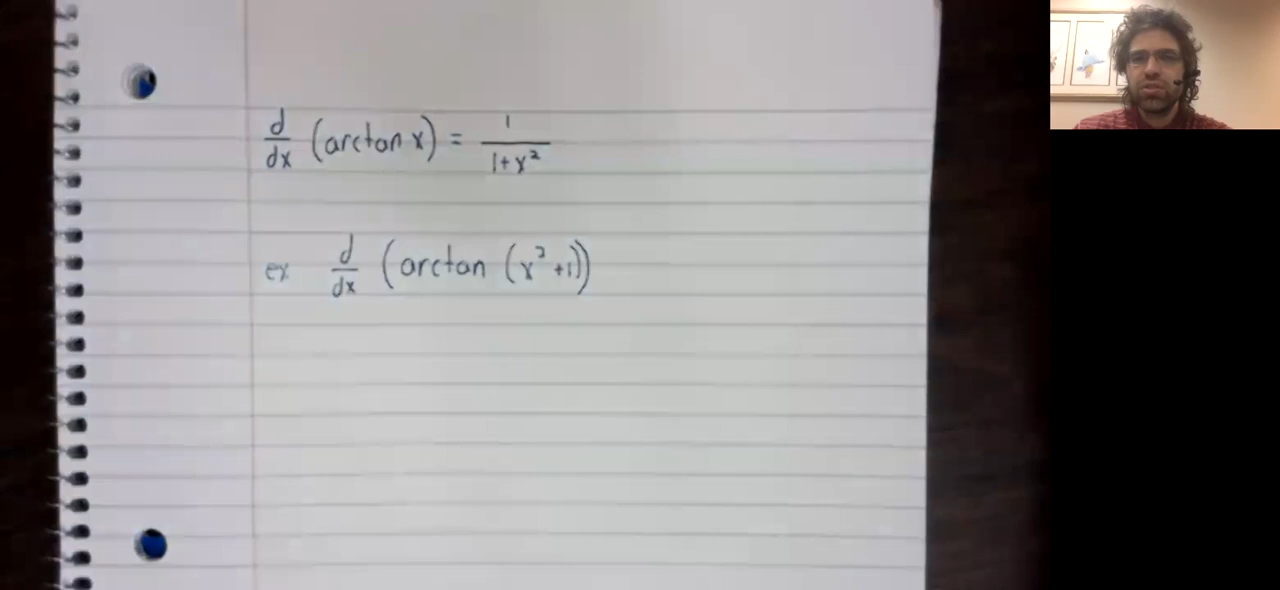 d/dx (arctan x) = 1/(1+x²)
ex d/dx (arctan (x²+1))